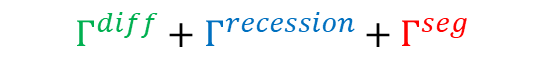 Γ^{diff} + Γ^{recession} + Γ^{seg}